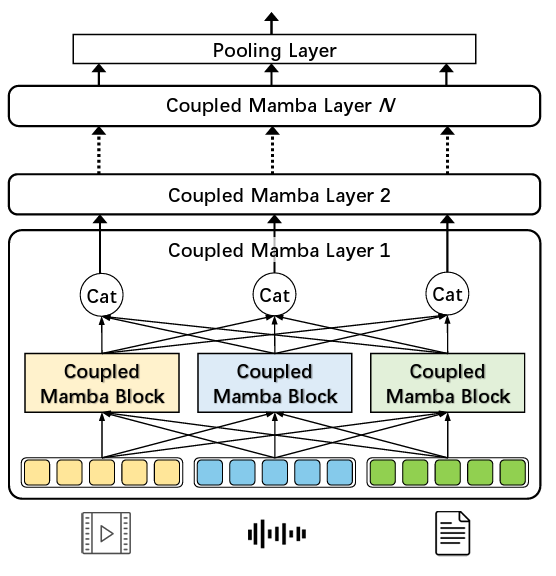 Pooling Layer
Coupled Mamba Layer N
Coupled Mamba Layer 2
Coupled Mamba Layer 1
Cat Cat Cat
Coupled Coupled Coupled
Mamba Block Mamba Block Mamba Block